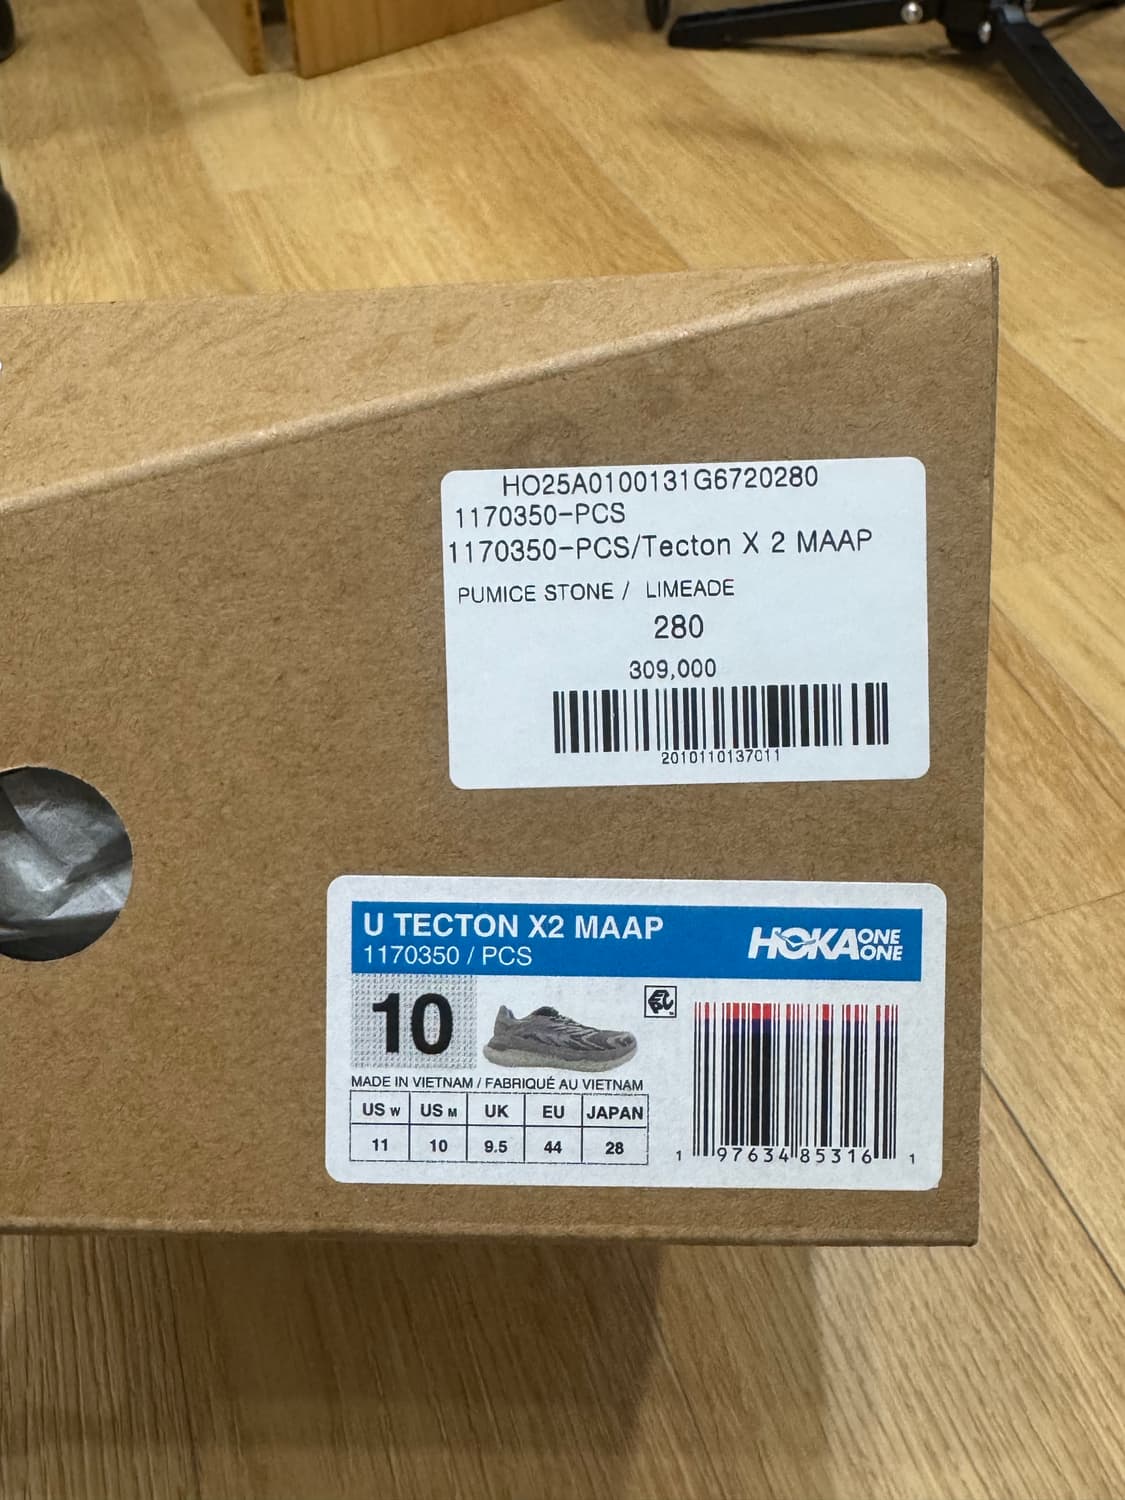 HO25A0100131G6720280
1170350-PCS
1170350-PCS/Tecton X 2 MAAP
PUMICE STONE / LIMEADE
280
309,000
2010110137011
U TECTON X2 MAAP
1170350 / PCS
HOKA ONE ONE
10
MADE IN VIETNAM / FABRIQUÉ AU VIETNAM
US W US M UK EU JAPAN
11 10 9.5 44 28
1 97634 85316 1